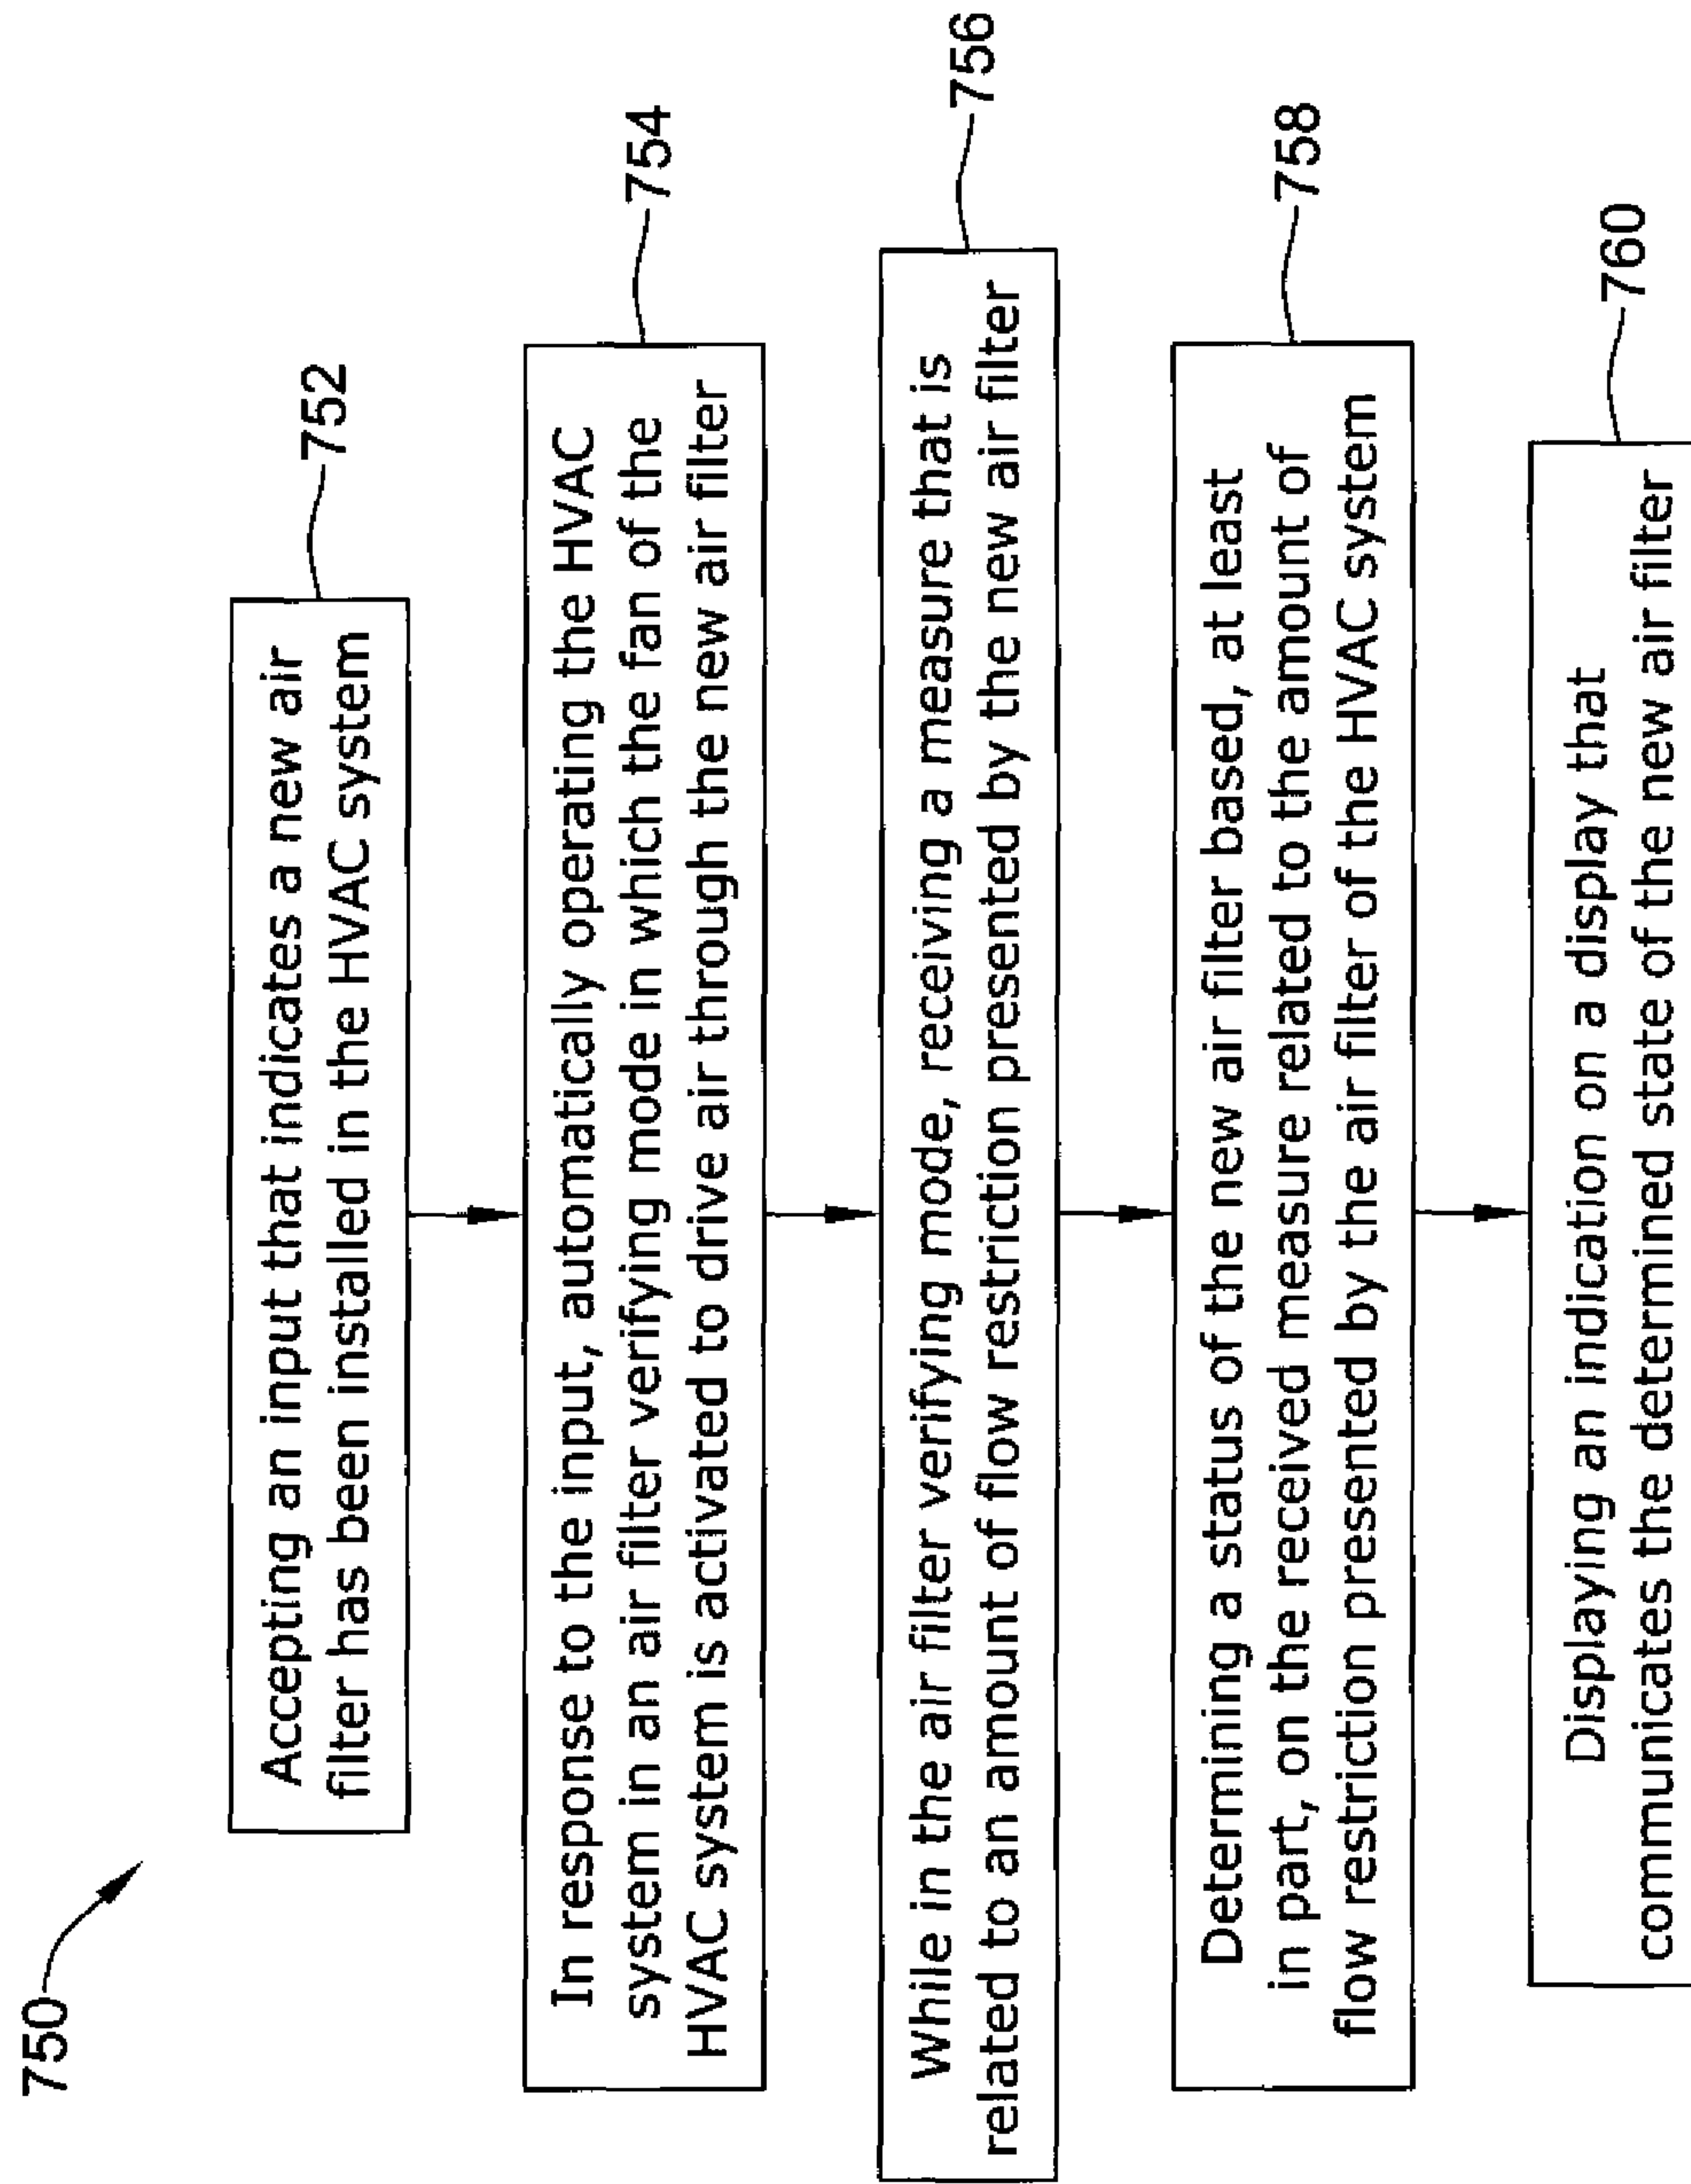 750
Accepting an input that indicates a new air
filter has been installed in the HVAC system
752
In response to the input, automatically operating the HVAC
system in an air filter verifying mode in which the fan of the
HVAC system is activated to drive air through the new air filter
754
While in the air filter verifying mode, receiving a measure that is
related to an amount of flow restriction presented by the new air filter
756
Determining a status of the new air filter based, at least
in part, on the received measure related to the amount of
flow restriction presented by the air filter of the HVAC system
758
Displaying an indication on a display that
communicates the determined state of the new air filter
760